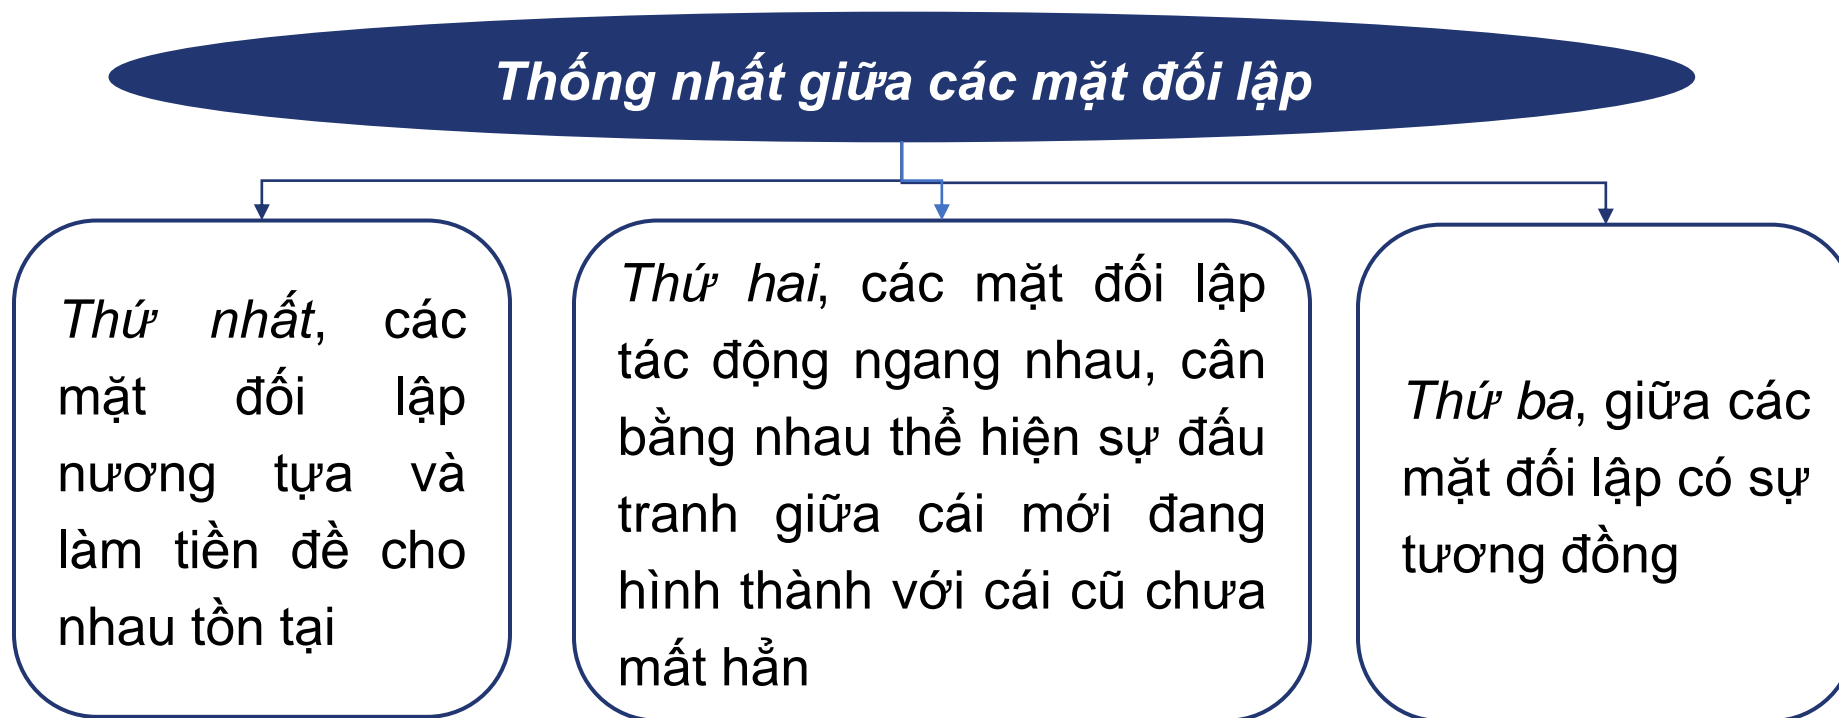 Thống nhất giữa các mặt đối lập
Thứ nhất, các
mặt đối lập
nương tựa và
làm tiền đề cho
nhau tồn tại
Thứ hai, các mặt đối lập
tác động ngang nhau, cân
bằng nhau thể hiện sự đấu
tranh giữa cái mới đang
hình thành với cái cũ chưa
mất hẳn
Thứ ba, giữa các
mặt đối lập có sự
tương đồng